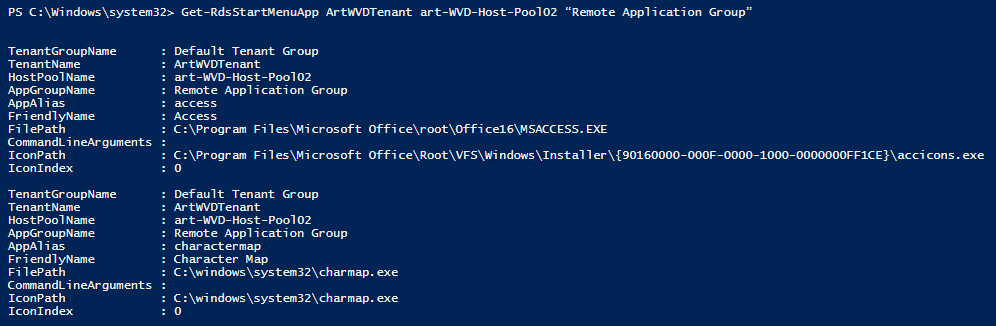 PS C:\Windows\system32> Get-RdsStartMenuApp ArtWVDTenant art-WVD-Host-Pool02 “Remote Application Group”
TenantGroupName : Default Tenant Group
TenantName : ArtWVDTenant
HostPoolName : art-WVD-Host-Pool02
AppGroupName : Remote Application Group
AppAlias : access
FriendlyName : Access
FilePath : C:\Program Files\Microsoft Office\root\Office16\MSACCESS.EXE
CommandLineArguments :
IconPath : C:\Program Files\Microsoft Office\Root\VFS\Windows\Installer\{90160000-000F-0000-1000-0000000FF1CE}\accicons.exe
IconIndex : 0
TenantGroupName : Default Tenant Group
TenantName : ArtWVDTenant
HostPoolName : art-WVD-Host-Pool02
AppGroupName : Remote Application Group
AppAlias : charactermap
FriendlyName : Character Map
FilePath : C:\windows\system32\charmap.exe
CommandLineArguments :
IconPath : C:\windows\system32\charmap.exe
IconIndex : 0